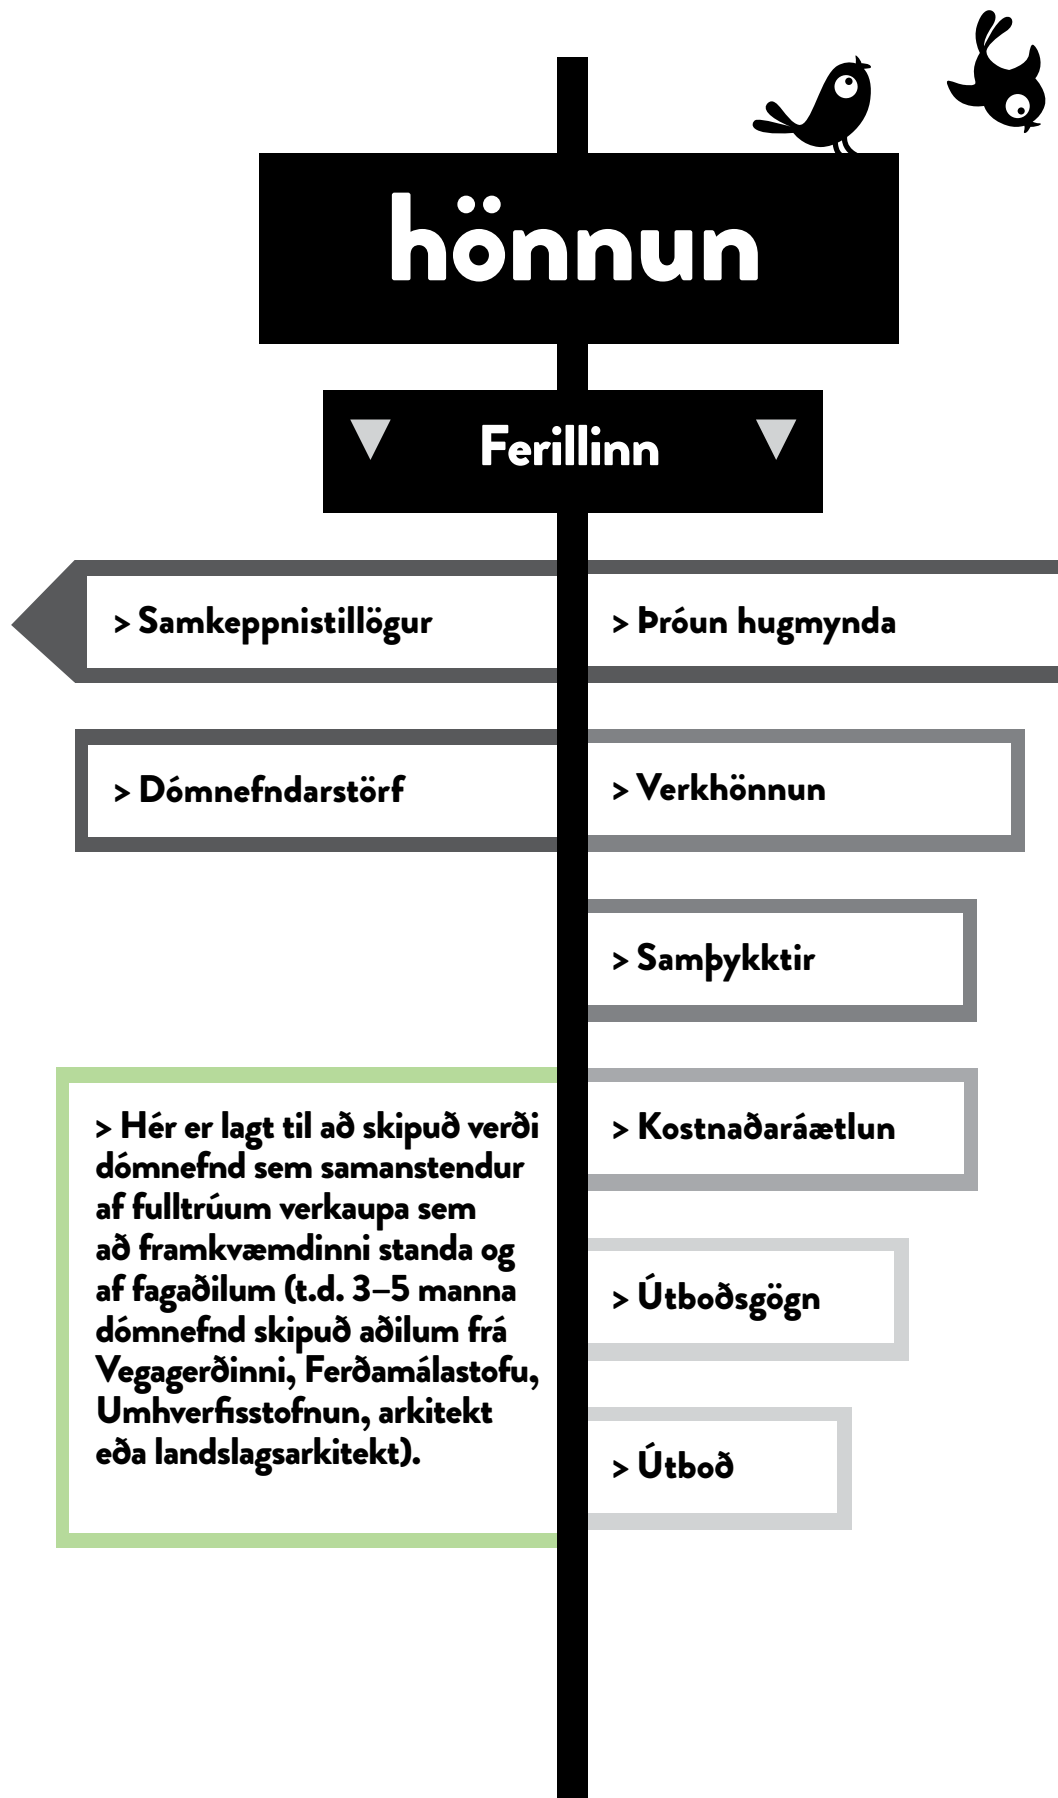 hönnun
Ferillinn
> Samkeppnistillögur
> Dómnefndarstörf
> Hér er lagt til að skipuð verði
dómnefnd sem samanstendur
af fulltrúum verkaupa sem
að framkvæmdinni standa og
af fagaðilum (t.d. 3–5 manna
dómnefnd skipuð aðilum frá
Vegagerðinni, Ferðamálastofu,
Umhverfisstofnun, arkitekt
eða landslagsarkitekt).
> Þróun hugmynda
> Verkhönnun
> Samþykktir
> Kostnaðaráætlun
> Útboðsgögn
> Útboð